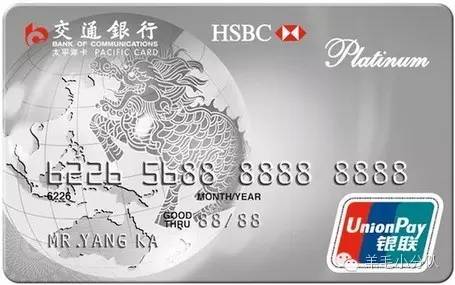 交通銀行
BANK OF COMMUNICATIONS
太平洋卡 PACIFIC CARD
HSBC
Platinum
6226 5688 8888 8888
6226
MONTH/YEAR
GOOD THRU 88/88
MR.YANG KA
UnionPay
银联
羊毛小分队